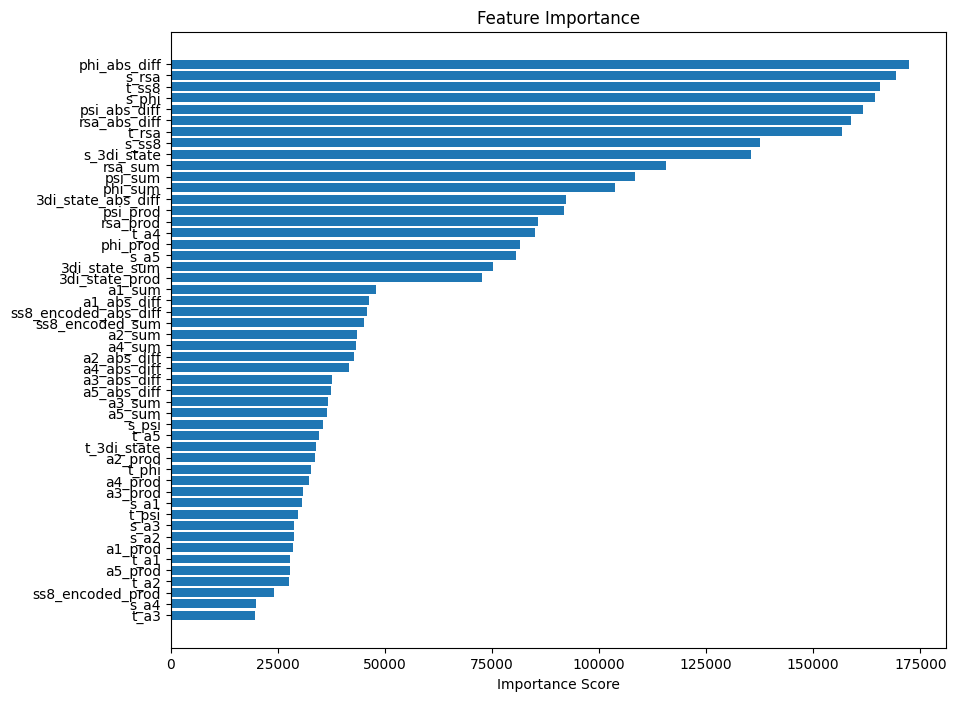 Feature Importance
phi_abs_diff
s_rsa
t_ss8
s_phi
psi_abs_diff
rsa_abs_diff
t_rsa
s_ss8
s_3di_state
rsa_sum
psi_sum
phi_sum
3di_state_abs_diff
psi_prod
rsa_prod
t_a4
phi_prod
s_a5
3di_state_sum
3di_state_prod
a1_sum
a1_abs_diff
ss8_encoded_abs_diff
ss8_encoded_sum
a2_sum
a4_sum
a2_abs_diff
a4_abs_diff
a3_abs_diff
a5_abs_diff
a3_sum
a5_sum
s_psi
t_a5
t_3di_state
a2_prod
t_phi
a4_prod
a3_prod
s_a1
t_psi
s_a3
s_a2
a1_prod
t_a1
a5_prod
t_a2
ss8_encoded_prod
s_a4
t_a3
0 25000 50000 75000 100000 125000 150000 175000
Importance Score